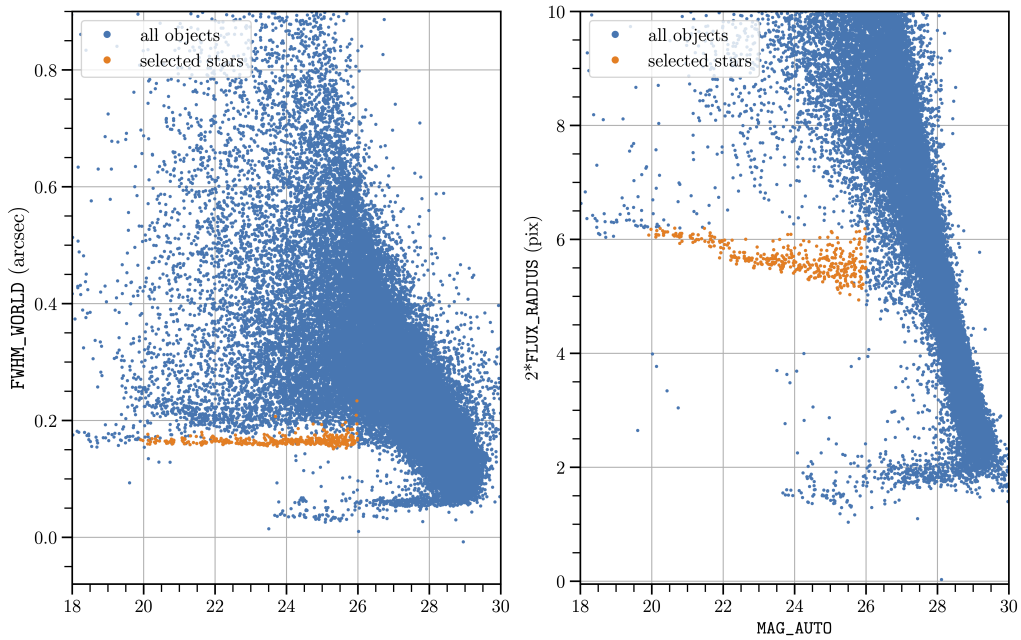 all objects
selected stars
0.8
0.6
0.4
0.2
0.0
FWHM_WORLD (arcsec)
18 20 22 24 26 28 30
all objects
selected stars
10
8
6
4
2
0
2*FLUX_RADIUS (pix)
18 20 22 24 26 28 30
MAG_AUTO